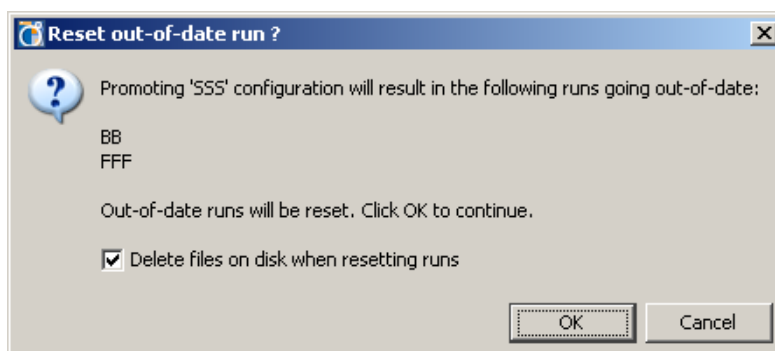 Reset out-of-date run ?
Promoting 'SSS' configuration will result in the following runs going out-of-date:
BB
FFF
Out-of-date runs will be reset. Click OK to continue.
Delete files on disk when resetting runs
OK
Cancel